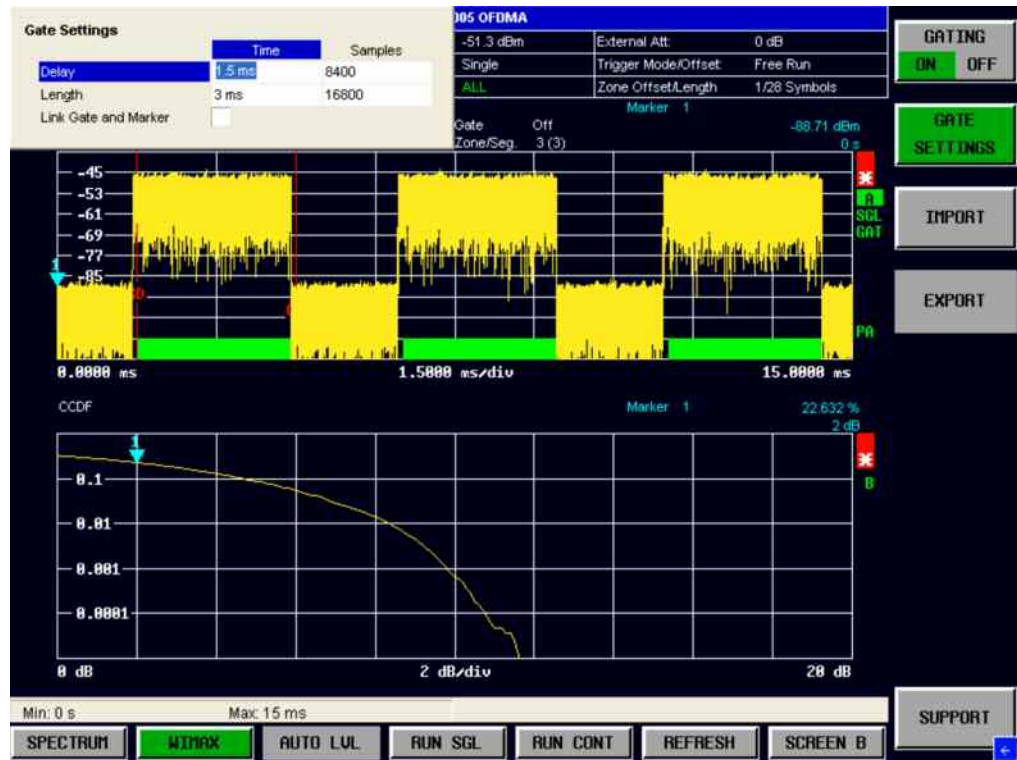 Gate Settings
Time Samples
Delay 1.5 ms 8400
Length 3 ms 16800
Link Gate and Marker
005 OFDMA
-51.3 dBm External Att: 0 dB
Single Trigger Mode/Offset: Free Run
ALL Zone Offset/Length 1/28 Symbols
Marker 1
Gate Off -88.71 dBm
Zone/Seg. 3 (3) 0 s
-45
-53
-61
-69
-77
-85
1
A
SGL
GAT
PA
0.0000 ms 1.5000 ms/div 15.0000 ms
CCDF Marker 1 22.632 %
2 dB
1
B
0.1
0.01
0.001
0.0001
0 dB 2 dB/div 20 dB
Min: 0 s Max: 15 ms
SPECTRUM WIMAX AUTO LVL RUN SGL RUN CONT REFRESH SCREEN B
GATING
ON OFF
GATE
SETTINGS
IMPORT
EXPORT
SUPPORT